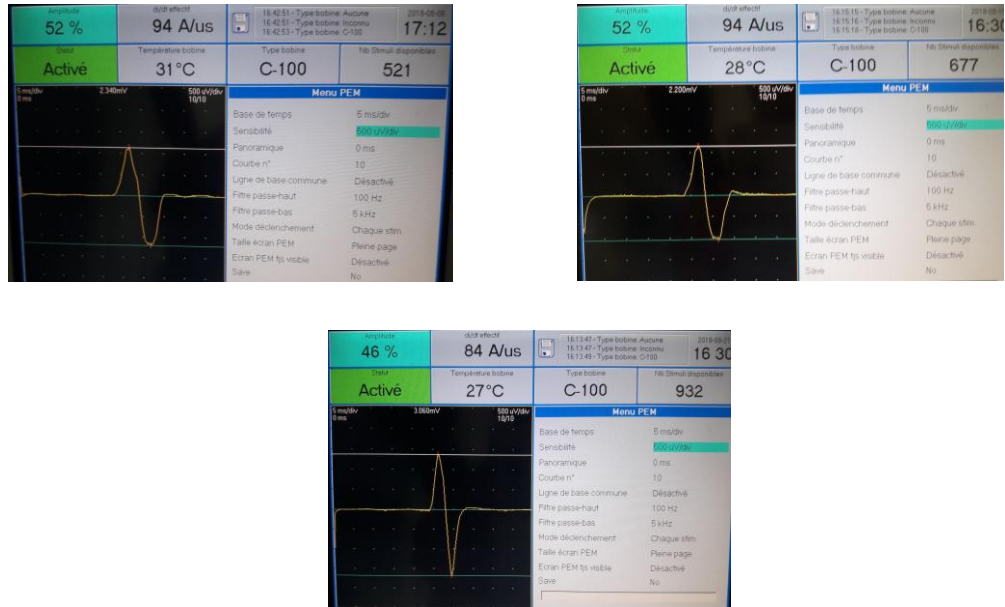 Amplitude
52 %
di/dt effectif
94 A/us
16:42:51 - Type bobine: Aucune
16:42:51 - Type bobine: Inconnu
16:42:53 - Type bobine: C-100
17:12
Statut
Activé
Température bobine
31°C
Type bobine
C-100
Nb Stimuli disponibles
521
5 ms/div
0 ms
2.340mV
500 uV/div
10/10
Menu PEM
Base de temps 5 ms/div
Sensibilité 500 uV/div
Panoramique 0 ms
Courbe n° 10
Ligne de base commune Désactivé
Filtre passe-haut 100 Hz
Filtre passe-bas 5 kHz
Mode déclenchement Chaque stim
Taille écran PEM Pleine page
Ecran PEM tjs visible Désactivé
Save No
Amplitude
52 %
di/dt effectif
94 A/us
16:15:15 - Type bobine: Aucune
16:15:16 - Type bobine: Inconnu
16:15:18 - Type bobine: C-100
16:30
Statut
Activé
Température bobine
28°C
Type bobine
C-100
Nb Stimuli disponibles
677
5 ms/div
0 ms
2.200mV
500 uV/div
10/10
Menu PEM
Base de temps 5 ms/div
Sensibilité 500 uV/div
Panoramique 0 ms
Courbe n° 10
Ligne de base commune Désactivé
Filtre passe-haut 100 Hz
Filtre passe-bas 5 kHz
Mode déclenchement Chaque stim
Taille écran PEM Pleine page
Ecran PEM tjs visible Désactivé
Save No
Amplitude
46 %
di/dt effectif
84 A/us
16:13:47 - Type bobine: Aucune
16:13:47 - Type bobine: Inconnu
16:13:49 - Type bobine: C-100
16 30
Statut
Activé
Température bobine
27°C
Type bobine
C-100
Nb Stimuli disponibles
932
5 ms/div
0 ms
3.060mV
500 uV/div
10/10
Menu PEM
Base de temps 5 ms/div
Sensibilité 500 uV/div
Panoramique 0 ms
Courbe n° 10
Ligne de base commune Désactivé
Filtre passe-haut 100 Hz
Filtre passe-bas 5 kHz
Mode déclenchement Chaque stim
Taille écran PEM Pleine page
Ecran PEM tjs visible Désactivé
Save No